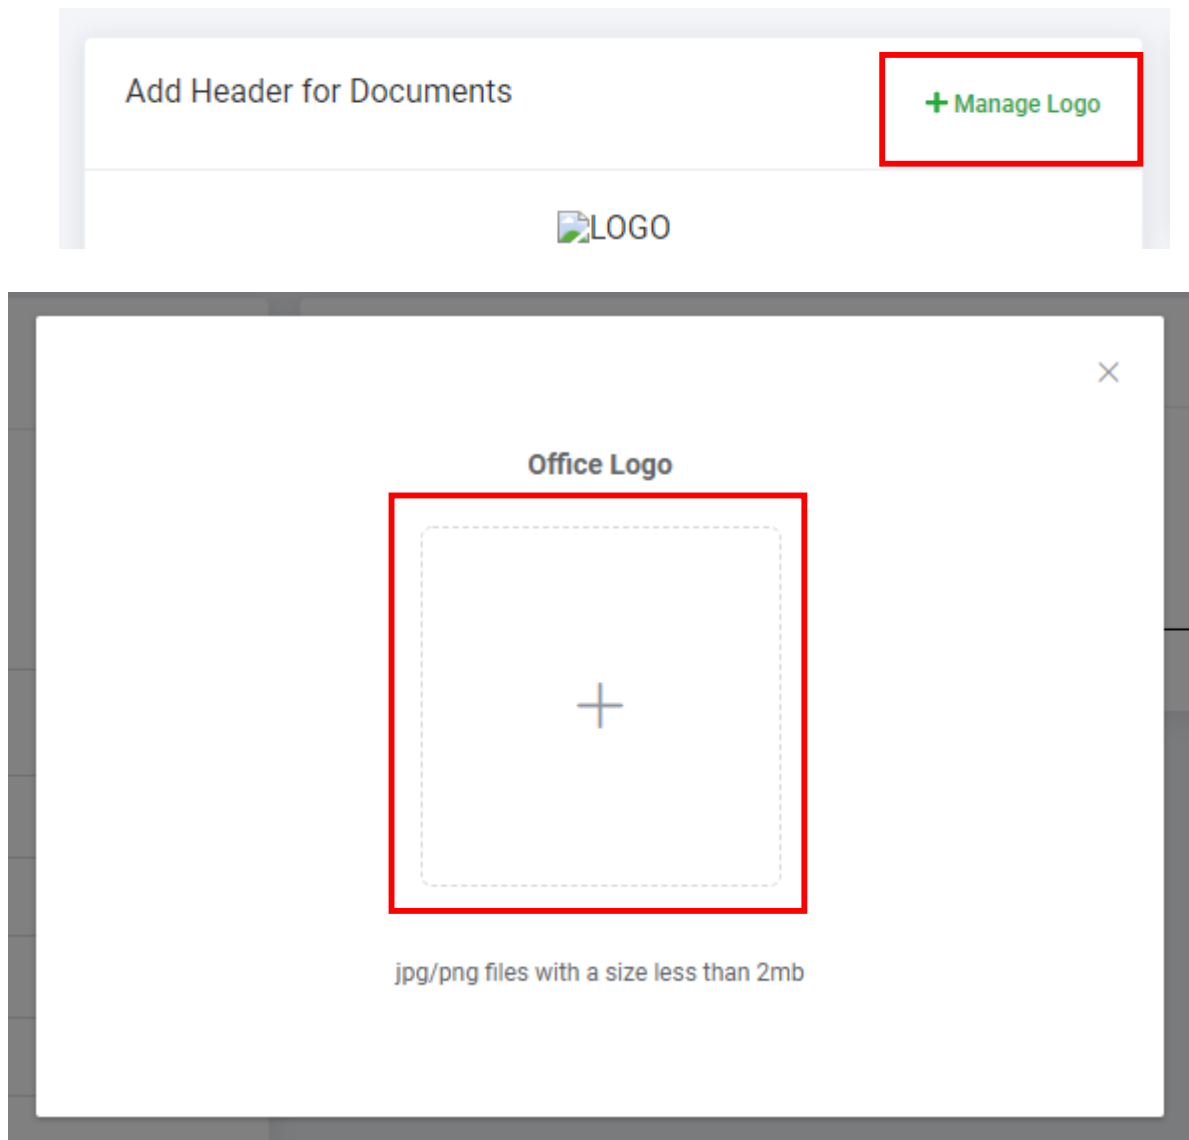 Add Header for Documents
+ Manage Logo
LOGO
Office Logo
jpg/png files with a size less than 2mb